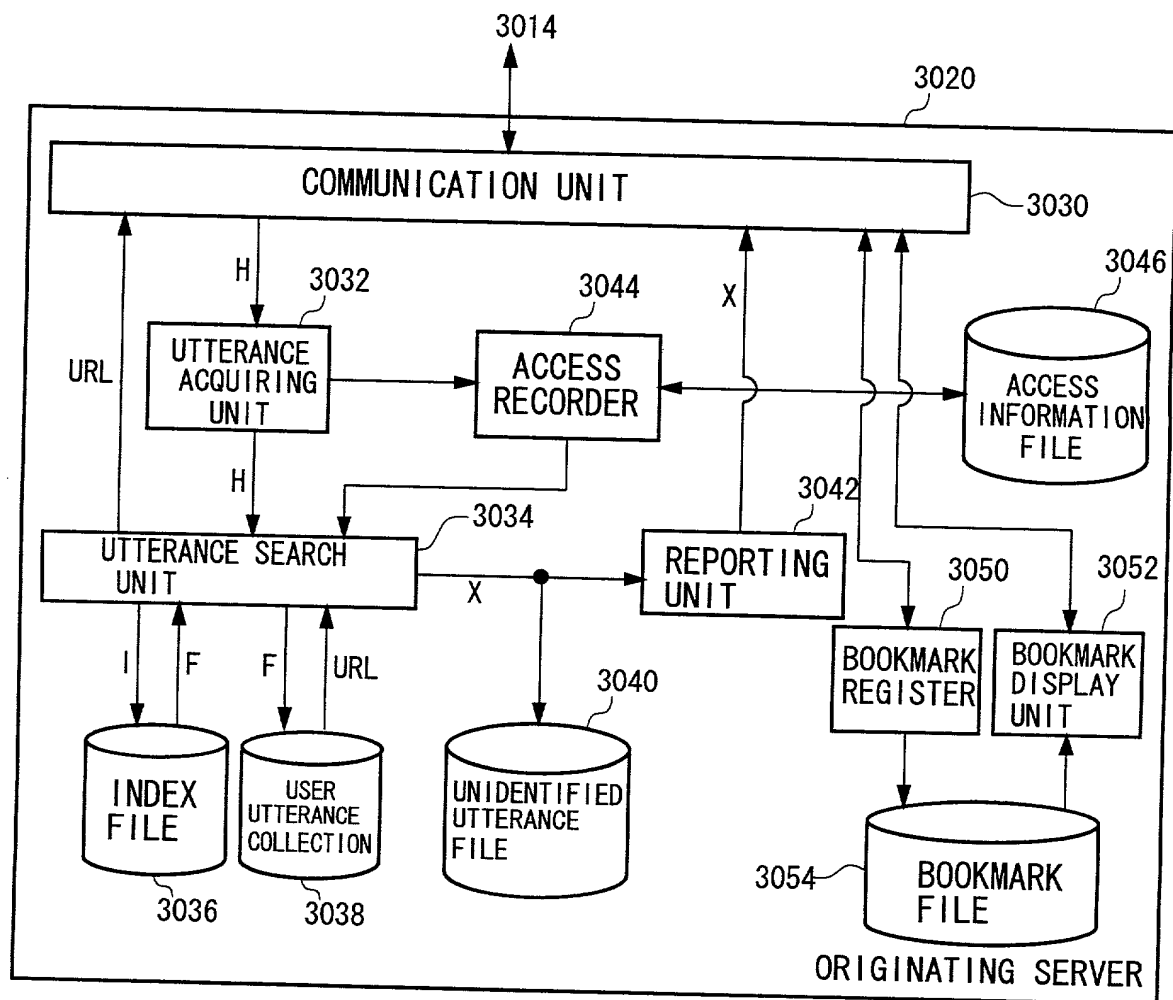 3014
3020
COMMUNICATION UNIT
3030
H
3032
3044
X
3046
URL
UTTERANCE
ACQUIRING
UNIT
ACCESS
RECORDER
ACCESS
INFORMATION
FILE
H
3034
3042
UTTERANCE SEARCH
UNIT
X
REPORTING
UNIT
3050
3052
I
F
F
URL
3040
BOOKMARK
REGISTER
BOOKMARK
DISPLAY
UNIT
INDEX
FILE
USER
UTTERANCE
COLLECTION
UNIDENTIFIED
UTTERANCE
FILE
3036
3038
3054
BOOKMARK
FILE
ORIGINATING SERVER